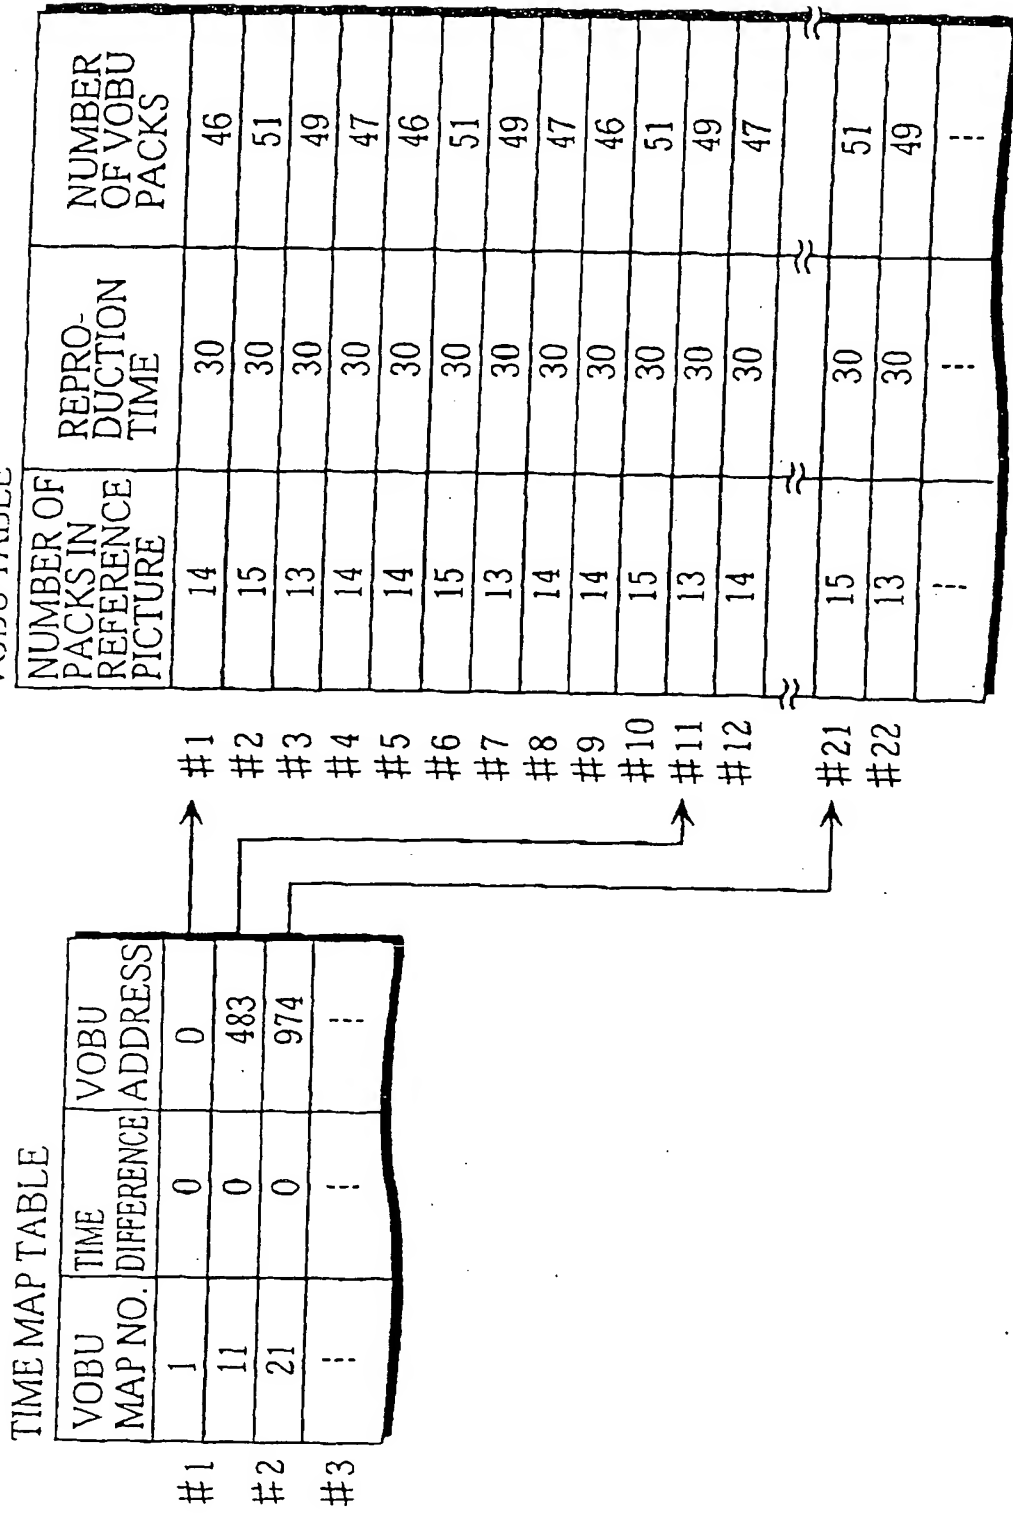 TIME MAP TABLE
VOBU MAP NO. TIME DIFFERENCE VOBU ADDRESS
#1 1 0 0
#2 11 0 483
#3 21 0 974
--- --- ---
VOBU TABLE
NUMBER OF PACKS IN REFERENCE PICTURE REPRO-DUCTION TIME NUMBER OF VOBU PACKS
#1 14 30 46
#2 15 30 51
#3 13 30 49
#4 14 30 47
#5 14 30 46
#6 15 30 51
#7 13 30 49
#8 14 30 47
#9 14 30 46
#10 15 30 51
#11 13 30 49
#12 14 30 47
#21 15 30 51
#22 13 30 49
--- --- ---